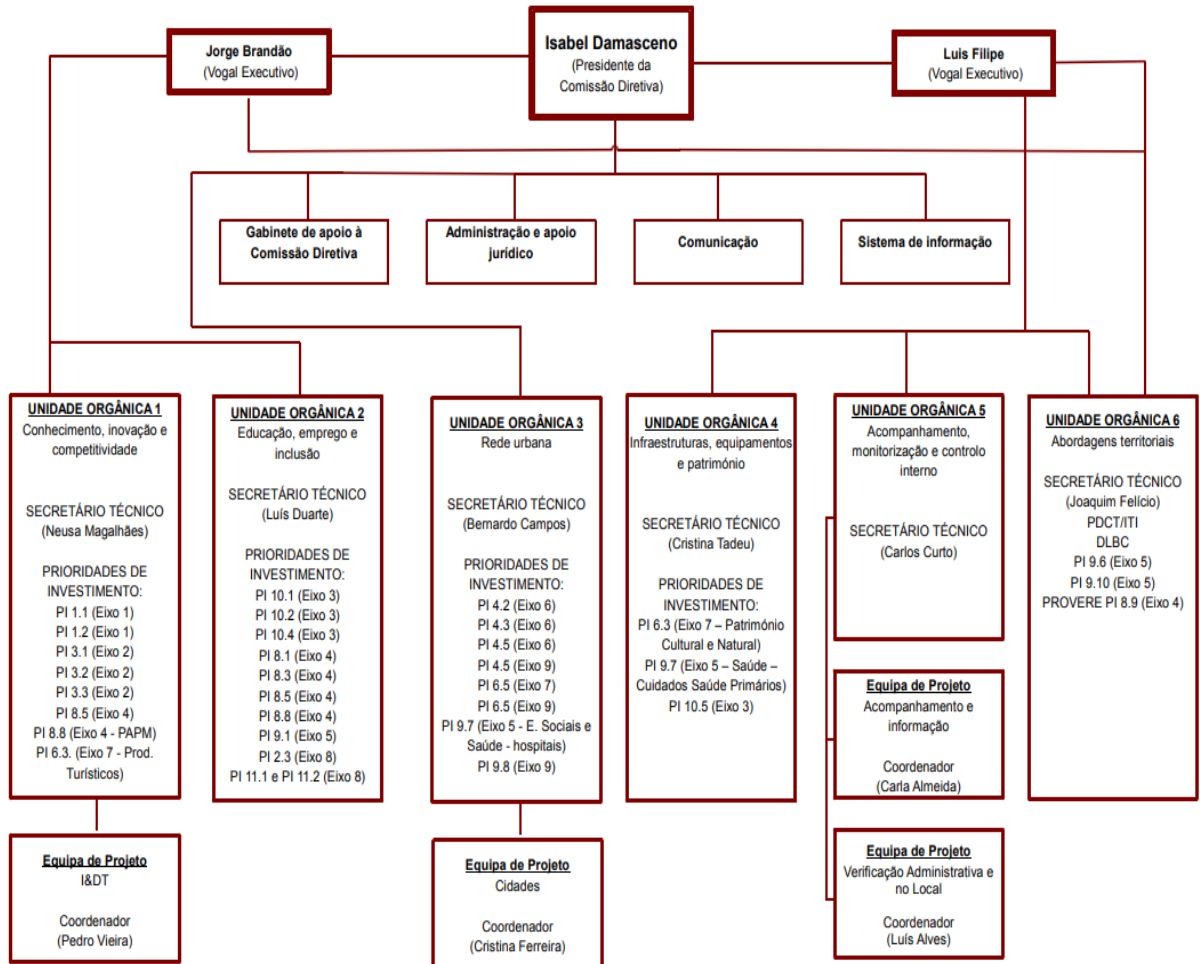 Jorge Brandão
(Vogal Executivo)
Isabel Damasceno
(Presidente da
Comissão Diretiva)
Luis Filipe
(Vogal Executivo)
Gabinete de apoio à
Comissão Diretiva
Administração e apoio
jurídico
Comunicação
Sistema de informação
UNIDADE ORGÂNICA 1
Conhecimento, inovação e
competitividade
SECRETÁRIO TÉCNICO
(Neusa Magalhães)
PRIORIDADES DE
INVESTIMENTO:
PI 1.1 (Eixo 1)
PI 1.2 (Eixo 1)
PI 3.1 (Eixo 2)
PI 3.2 (Eixo 2)
PI 3.3 (Eixo 2)
PI 8.5 (Eixo 4)
PI 8.8 (Eixo 4 - PAPM)
PI 6.3. (Eixo 7 - Prod.
Turísticos)
Equipa de Projeto
I&DT
Coordenador
(Pedro Vieira)
UNIDADE ORGÂNICA 2
Educação, emprego e
inclusão
SECRETÁRIO TÉCNICO
(Luís Duarte)
PRIORIDADES DE
INVESTIMENTO:
PI 10.1 (Eixo 3)
PI 10.2 (Eixo 3)
PI 10.4 (Eixo 3)
PI 8.1 (Eixo 4)
PI 8.3 (Eixo 4)
PI 8.5 (Eixo 4)
PI 8.8 (Eixo 4)
PI 9.1 (Eixo 5)
PI 2.3 (Eixo 8)
PI 11.1 e PI 11.2 (Eixo 8)
UNIDADE ORGÂNICA 3
Rede urbana
SECRETÁRIO TÉCNICO
(Bernardo Campos)
PRIORIDADES DE
INVESTIMENTO:
PI 4.2 (Eixo 6)
PI 4.3 (Eixo 6)
PI 4.5 (Eixo 6)
PI 4.5 (Eixo 9)
PI 6.5 (Eixo 7)
PI 6.5 (Eixo 9)
PI 9.7 (Eixo 5 - E. Sociais e
Saúde - hospitais)
PI 9.8 (Eixo 9)
Equipa de Projeto
Cidades
Coordenador
(Cristina Ferreira)
UNIDADE ORGÂNICA 4
Infraestruturas, equipamentos
e património
SECRETÁRIO TÉCNICO
(Cristina Tadeu)
PRIORIDADES DE
INVESTIMENTO:
PI 6.3 (Eixo 7 – Património
Cultural e Natural)
PI 9.7 (Eixo 5 – Saúde –
Cuidados Saúde Primários)
PI 10.5 (Eixo 3)
UNIDADE ORGÂNICA 5
Acompanhamento,
monitorização e controlo
interno
SECRETÁRIO TÉCNICO
(Carlos Curto)
Equipa de Projeto
Acompanhamento e
informação
Coordenador
(Carla Almeida)
Equipa de Projeto
Verificação Administrativa e
no Local
Coordenador
(Luís Alves)
UNIDADE ORGÂNICA 6
Abordagens territoriais
SECRETÁRIO TÉCNICO
(Joaquim Felício)
PDCT/ITI
DLBC
PI 9.6 (Eixo 5)
PI 9.10 (Eixo 5)
PROVERE PI 8.9 (Eixo 4)